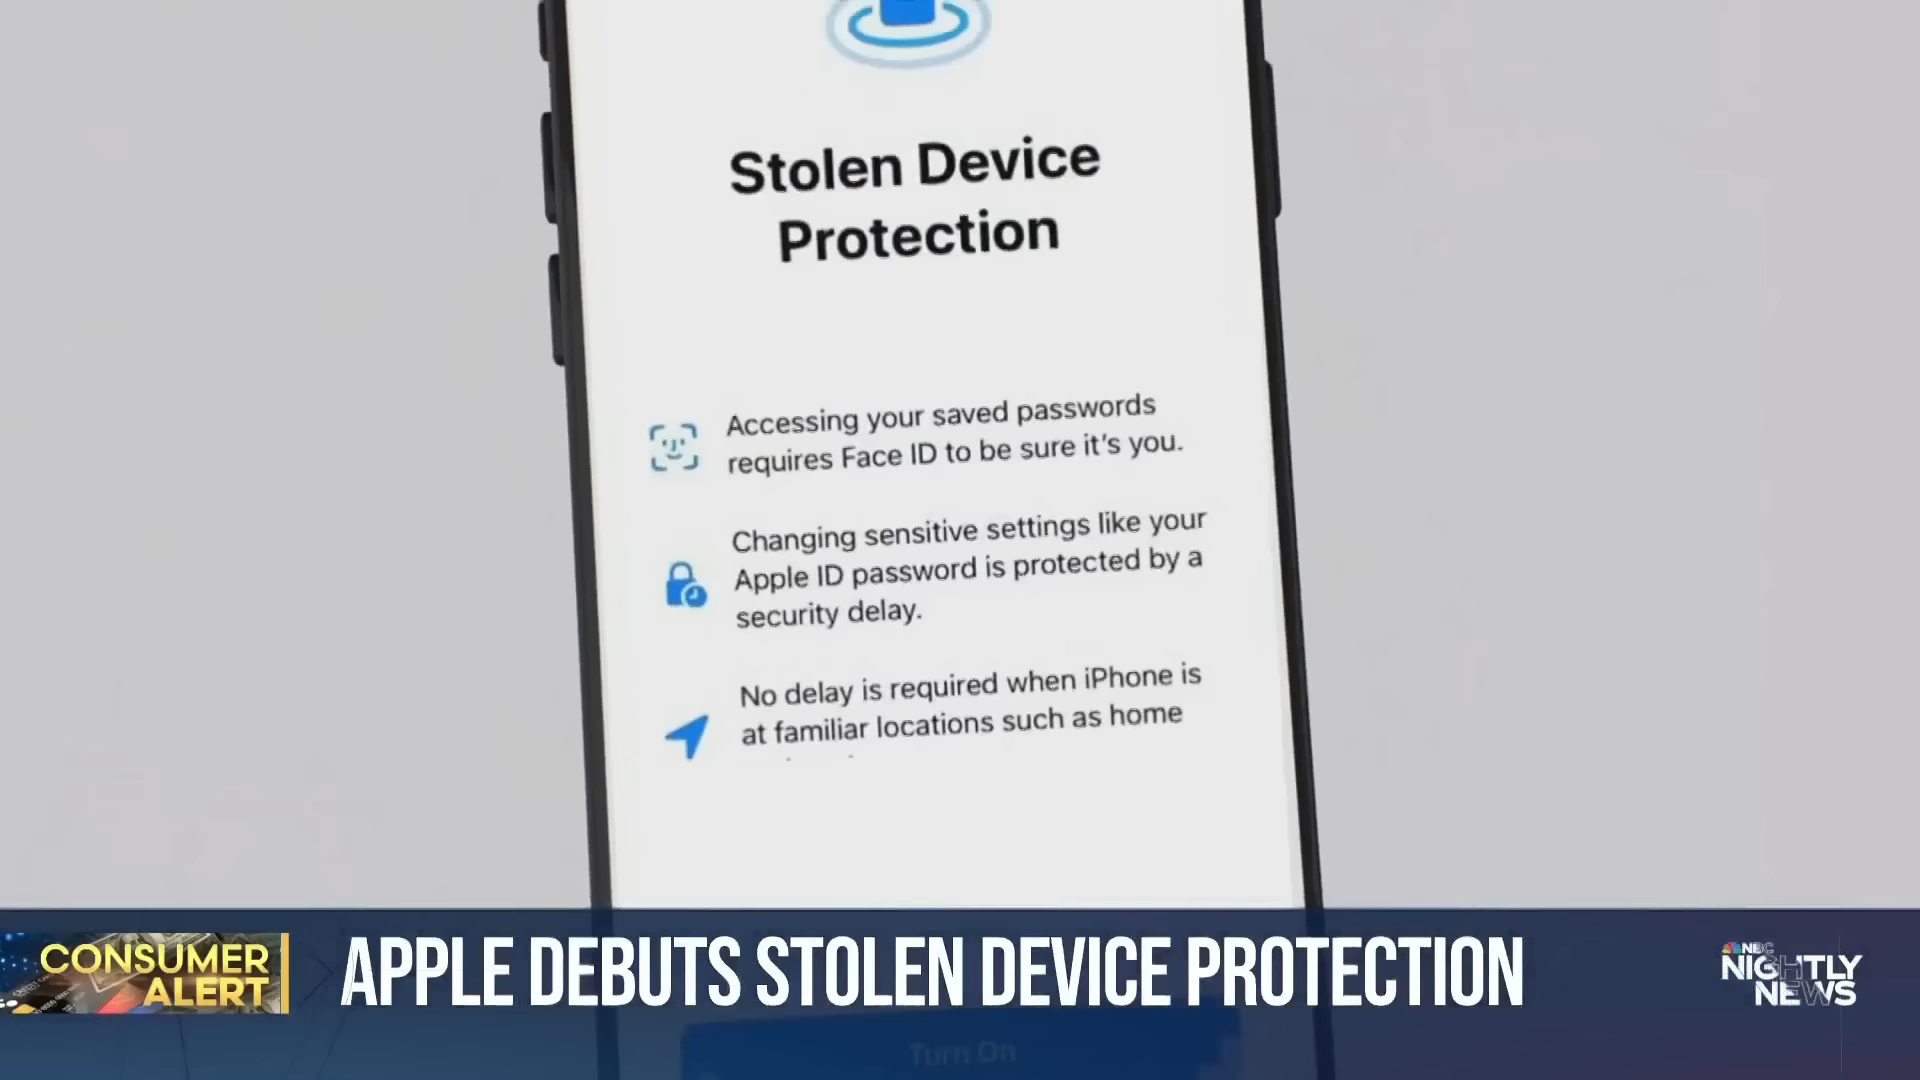 Stolen Device
Protection
Accessing your saved passwords
requires Face ID to be sure it's you.
Changing sensitive settings like your
Apple ID password is protected by a
security delay.
No delay is required when iPhone is
at familiar locations such as home
CONSUMER
ALERT
APPLE DEBUTS STOLEN DEVICE PROTECTION
NBC
NIGHTLY
NEWS
Turn On